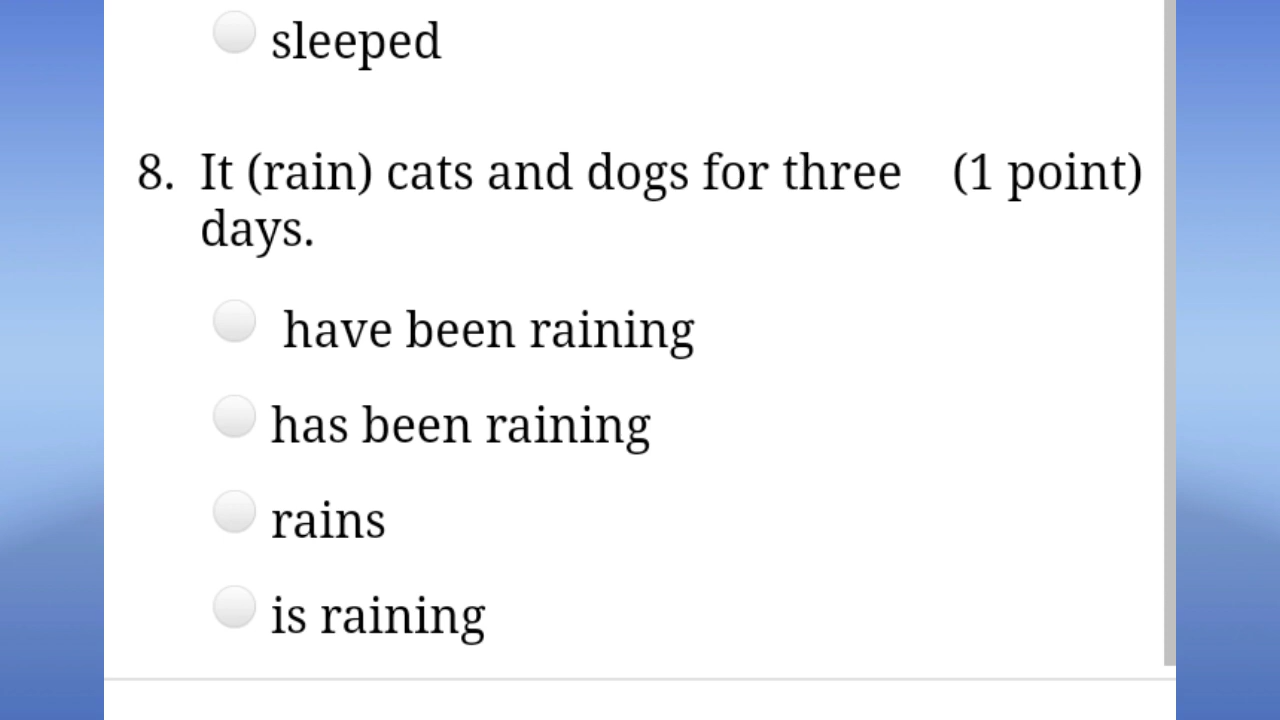 sleeped
8. It (rain) cats and dogs for three (1 point)
days.
have been raining
has been raining
rains
is raining